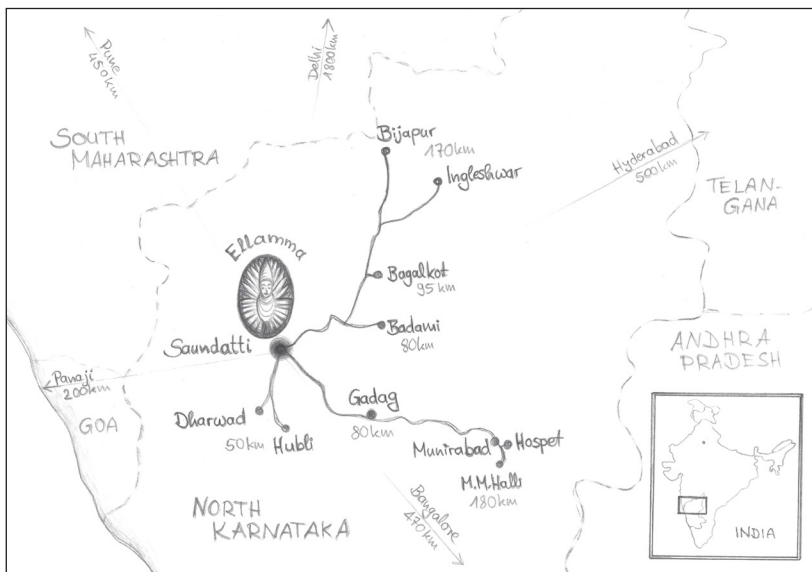 Pune
450km
Delhi
1800km
SOUTH
MAHARASHTRA
Bijapur
170km
Ingleshwar
Hyderabad
500km
TELAN-
GANA
Ellamma
Bagalkot
95 km
Badami
80km
Saundatti
ANDHRA
PRADESH
Panaji
200km
GOA
Dharwad
50km
Hubli
Gadag
80km
Munirabad
Hospet
M.M.Halli
180km
Bangalore
470km
NORTH
KARNATAKA
INDIA